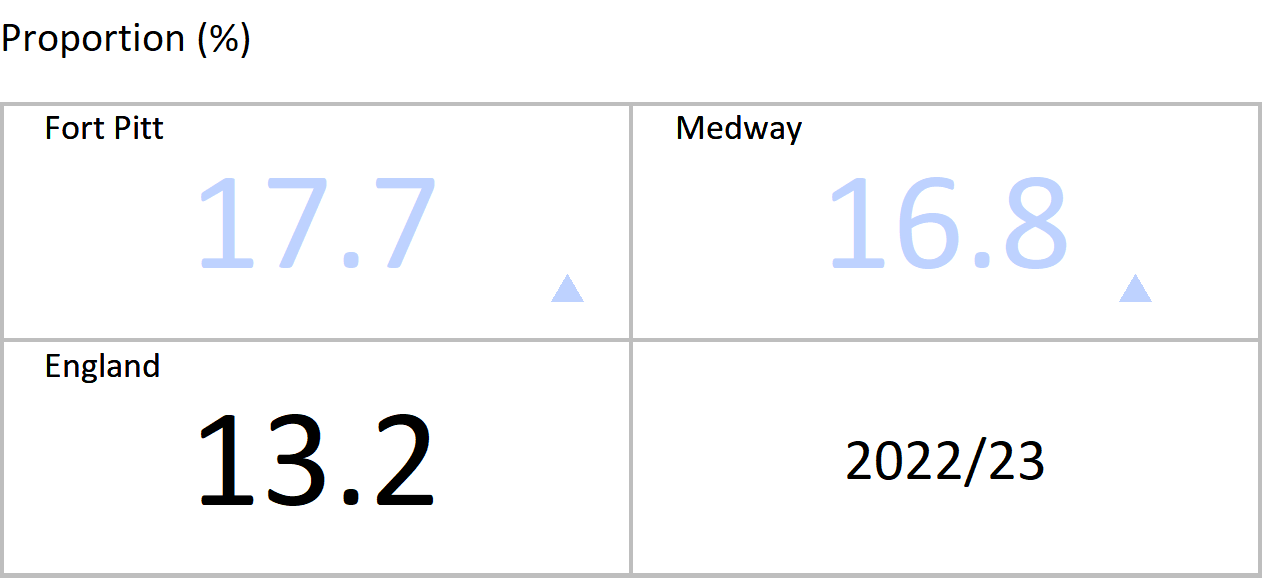 Proportion (%)
Fort Pitt
Medway
17.7
16.8
England
13.2
2022/23